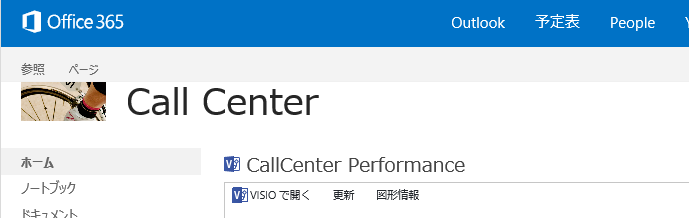 Office 365 Outlook 予定表 People
参照 ページ
Call Center
ホーム
CallCenter Performance
ノートブック
VISIO で開く 更新 図形情報
ドキュメント